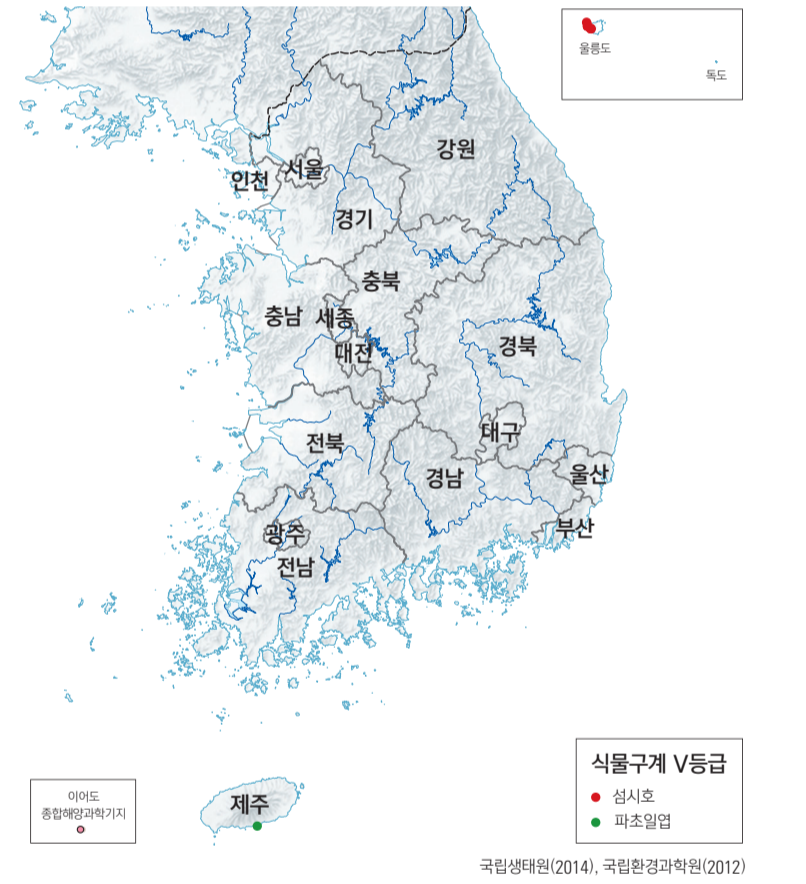 울릉도
독도
강원
서울
인천
경기
충북
충남
세종
대전
경북
대구
전북
경남
울산
부산
광주
전남
제주
이어도
종합해양과학기지
식물구계 Ⅴ등급
섬시호
파초일엽
국립생태원(2014), 국립환경과학원(2012)